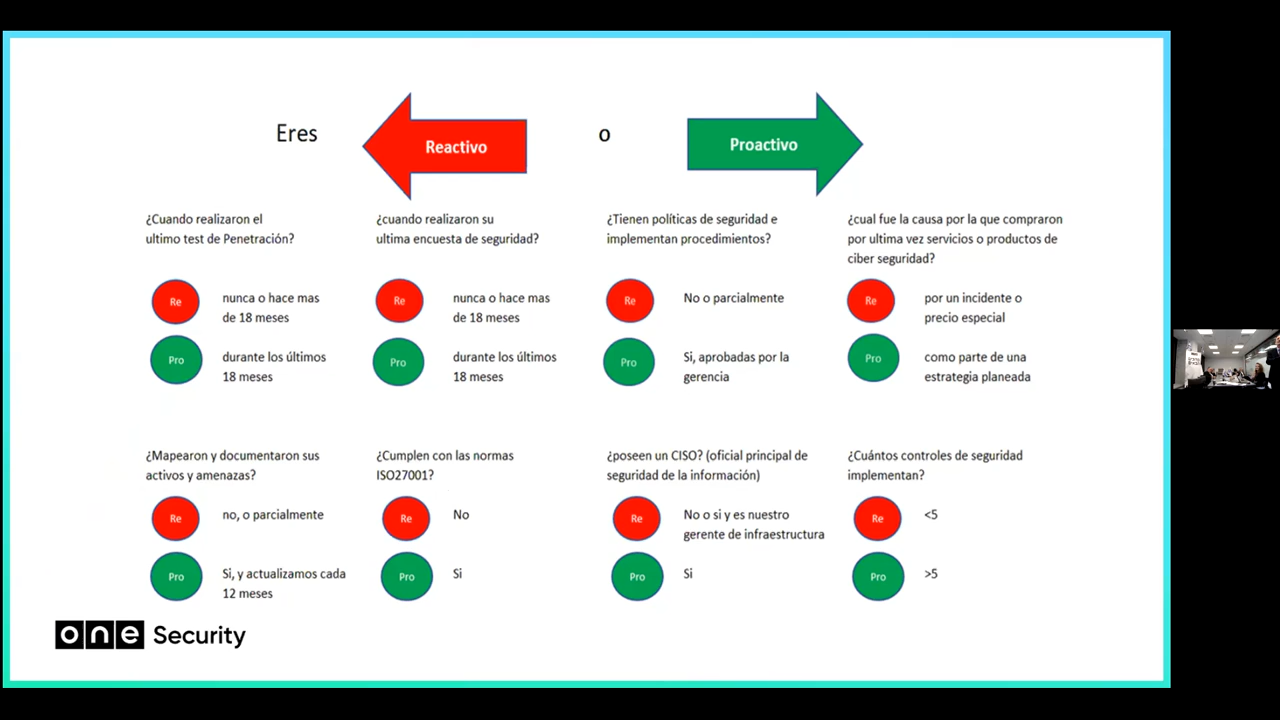 Eres
Reactivo
o
Proactivo
¿Cuando realizaron el
ultimo test de Penetración?
Re
nunca o hace mas
de 18 meses
Pro
durante los últimos
18 meses
¿cuando realizaron su
ultima encuesta de seguridad?
Re
nunca o hace mas
de 18 meses
Pro
durante los últimos
18 meses
¿Tienen políticas de seguridad e
implementan procedimientos?
Re
No o parcialmente
Pro
Si, aprobadas por la
gerencia
¿cual fue la causa por la que compraron
por ultima vez servicios o productos de
ciber seguridad?
Re
por un incidente o
precio especial
Pro
como parte de una
estrategia planeada
¿Mapearon y documentaron sus
activos y amenazas?
Re
no, o parcialmente
Pro
Si, y actualizamos cada
12 meses
¿Cumplen con las normas
ISO27001?
Re
No
Pro
Si
¿poseen un CISO? (oficial principal de
seguridad de la información)
Re
No o si y es nuestro
gerente de infraestructura
Pro
Si
¿Cuántos controles de seguridad
implementan?
Re
<5
Pro
>5
one Security